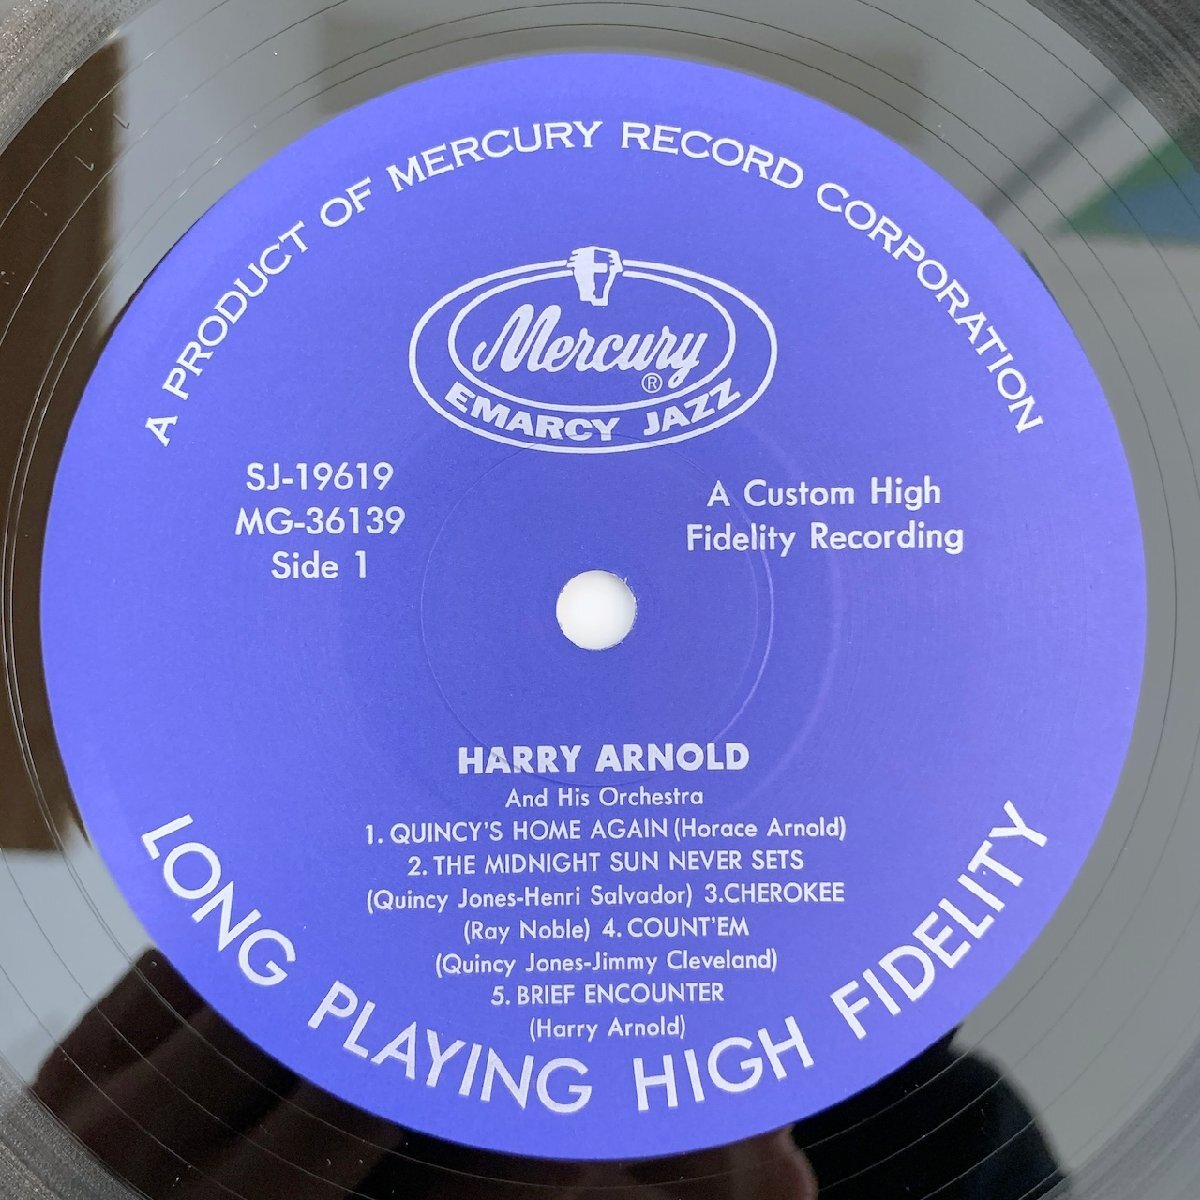 A PRODUCT OF MERCURY RECORD CORPORATION
Mercury ®
EMARCY JAZZ
SJ-19619
MG-36139
Side 1
A Custom High
Fidelity Recording
HARRY ARNOLD
And His Orchestra
1. QUINCY'S HOME AGAIN (Horace Arnold)
2. THE MIDNIGHT SUN NEVER SETS
(Quincy Jones-Henri Salvador) 3.CHEROKEE
(Ray Noble) 4. COUNT'EM
(Quincy Jones-Jimmy Cleveland)
5. BRIEF ENCOUNTER
(Harry Arnold)
LONG PLAYING HIGH FIDELITY